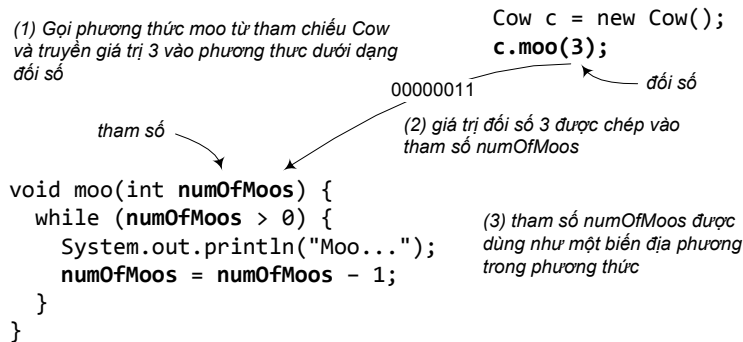 (1) Gọi phương thức moo từ tham chiếu Cow
và truyền giá trị 3 vào phương thưc dưới dạng
đối số
Cow c = new Cow();
c.moo(3);
đối số
00000011
(2) giá trị đối số 3 được chép vào
tham số numOfMoos
tham số
void moo(int numOfMoos) {
while (numOfMoos > 0) {
System.out.println("Moo...");
numOfMoos = numOfMoos – 1;
}
}
(3) tham số numOfMoos được
dùng như một biến địa phương
trong phương thức